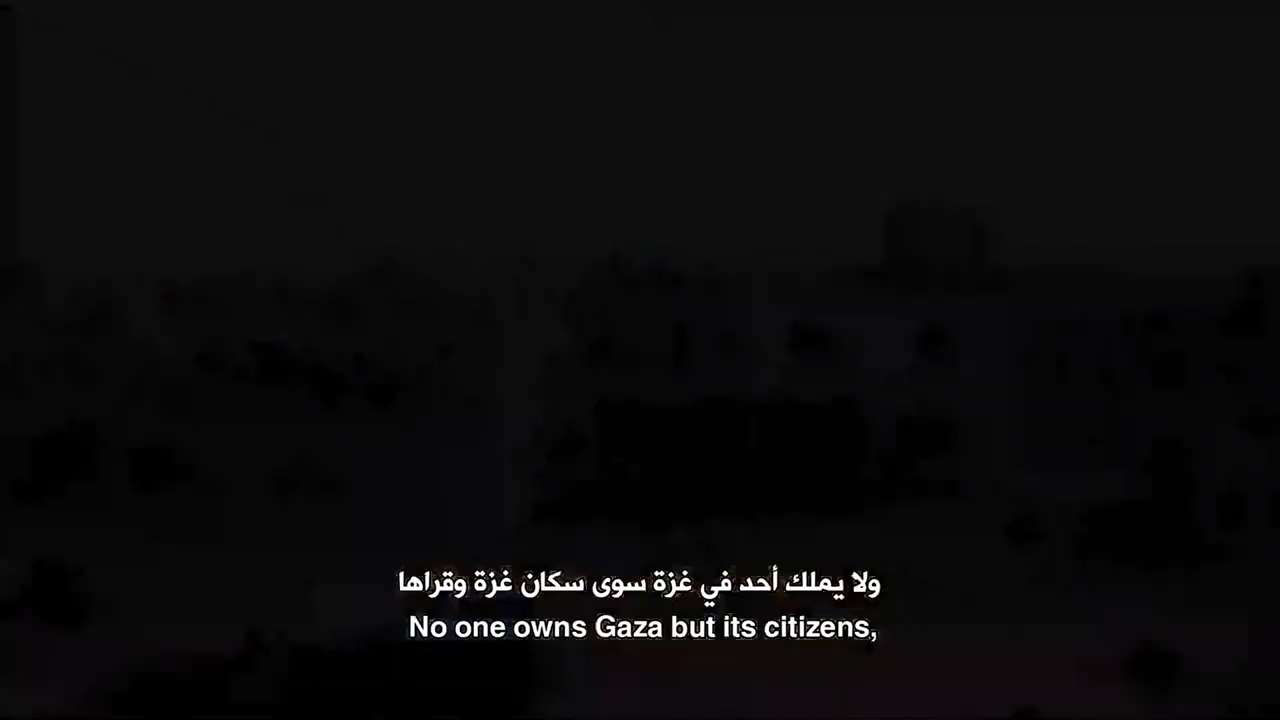 ولا يملك أحد في غزة سوى سكان غزة وقراها
No one owns Gaza but its citizens,